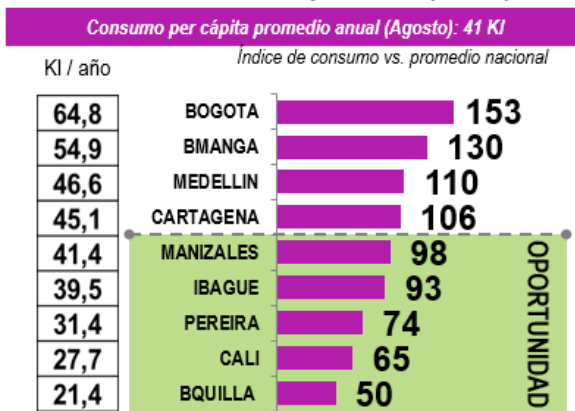 Consumo per cápita promedio anual (Agosto): 41 Kl
Kl / año
Índice de consumo vs. promedio nacional
64,8 BOGOTA 153
54,9 BMANGA 130
46,6 MEDELLIN 110
45,1 CARTAGENA 106
41,4 MANIZALES 98
39,5 IBAGUE 93
31,4 PEREIRA 74
27,7 CALI 65
21,4 BQUILLA 50
OPORTUNIDAD